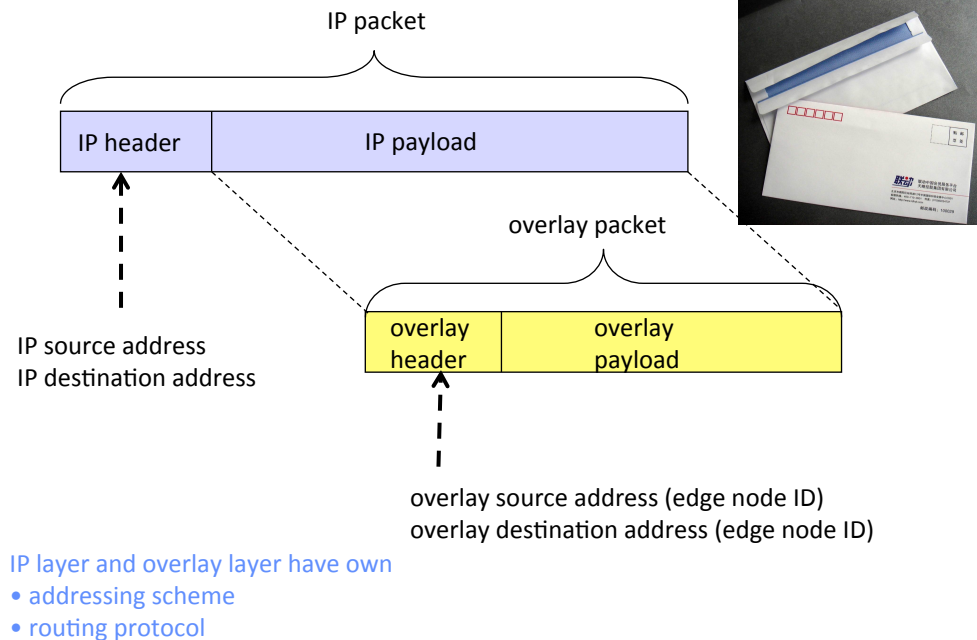 IP packet
IP header
IP payload
overlay packet
overlay
header
overlay
payload
IP source address
IP destination address
overlay source address (edge node ID)
overlay destination address (edge node ID)
IP layer and overlay layer have own
• addressing scheme
• routing protocol
联动